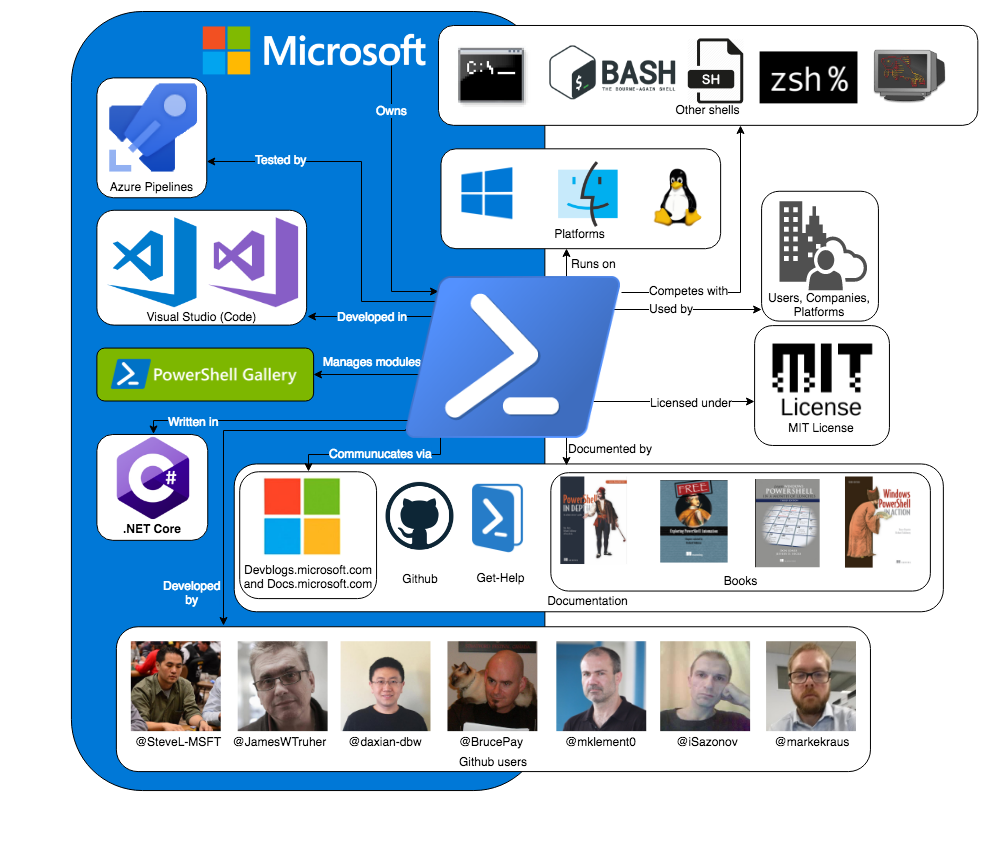 Microsoft
C:\_
BASH
THE BOURNE-AGAIN SHELL
$_
SH
zsh %
Other shells
Owns
Azure Pipelines
Tested by
Platforms
Runs on
Visual Studio (Code)
Developed in
Competes with
Used by
Users, Companies,
Platforms
PowerShell Gallery
Manages modules
MIT
License
MIT License
Licensed under
Written in
C#
.NET Core
Communucates via
Documented by
Devblogs.microsoft.com
and Docs.microsoft.com
Github
Get-Help
PowerShell
IN DEPTH
FREE
Exploring PowerShell Automation
POWERSHELL
Windows
PowerShell
IN ACTION
Books
Documentation
Developed
by
@SteveL-MSFT
@JamesWTruher
@daxian-dbw
@BrucePay
@mklement0
@iSazonov
@markekraus
Github users